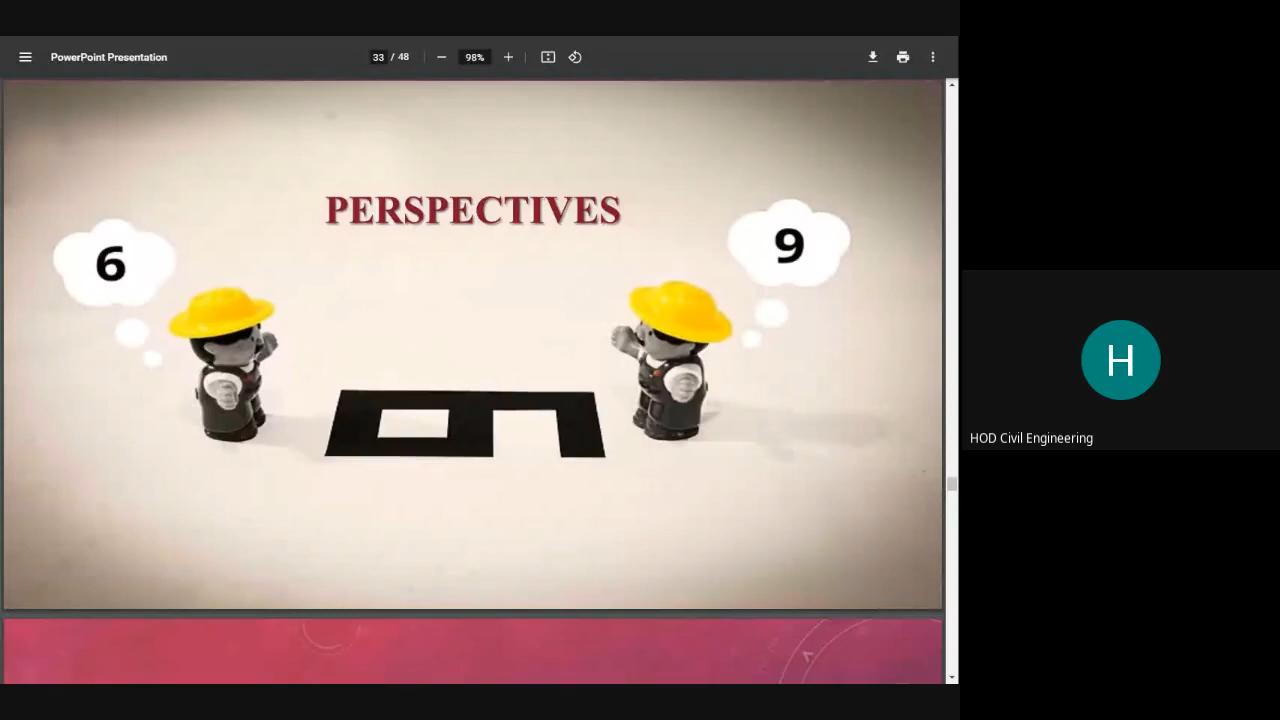 PowerPoint Presentation
33 / 48
98%
PERSPECTIVES
6
9
H
HOD Civil Engineering